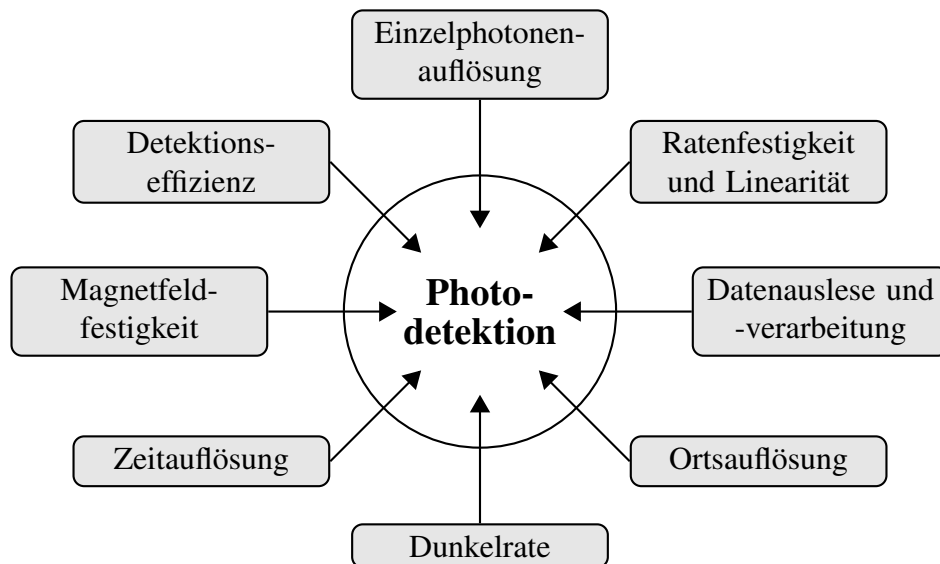 Einzelphotonen-
auflösung
Detektions-
effizienz
Ratenfestigkeit
und Linearität
Magnetfeld-
festigkeit
Photo-
detektion
Datenauslese und
-verarbeitung
Zeitauflösung
Ortsauflösung
Dunkelrate